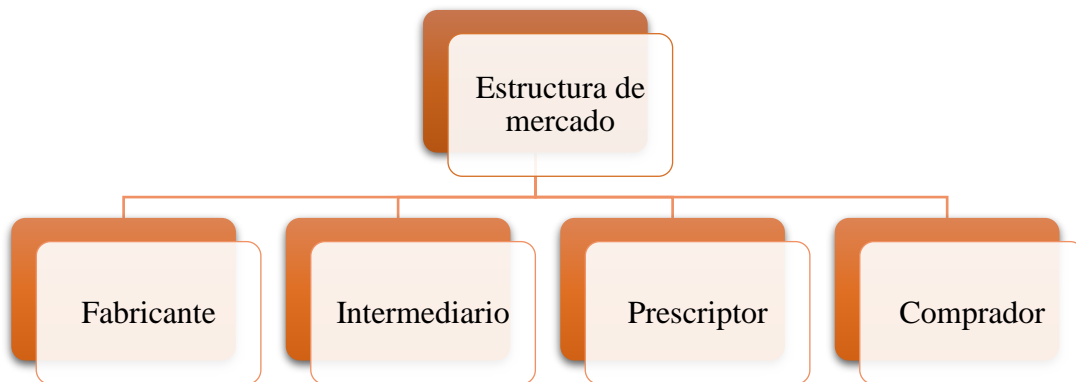 Estructura de
mercado
Fabricante
Intermediario
Prescriptor
Comprador